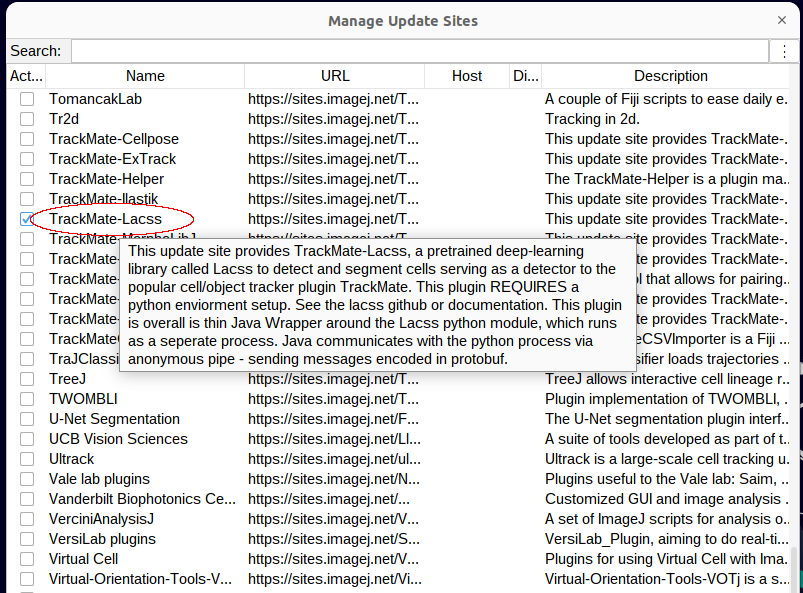 Manage Update Sites
Search:
Act... Name URL Host Di... Description
TomancakLab https://sites.imagej.net/T... A couple of Fiji scripts to ease daily e...
Tr2d https://sites.imagej.net/T... Tracking in 2d.
TrackMate-Cellpose https://sites.imagej.net/T... This update site provides TrackMate-...
TrackMate-ExTrack https://sites.imagej.net/T... This update site provides TrackMate-...
TrackMate-Helper https://sites.imagej.net/T... The TrackMate-Helper is a plugin ma...
TrackMate-Ilastik https://sites.imagej.net/T... This update site provides TrackMate-...
TrackMate-Lacss https://sites.imagej.net/T... This update site provides TrackMate-...
TrackMate-MorphoLibJ https://sites.imagej.net/T... This update site provides TrackMate-...
This update site provides TrackMate-Lacss, a pretrained deep-learning
library called Lacss to detect and segment cells serving as a detector to the
popular cell/object tracker plugin TrackMate. This plugin REQUIRES a
python enviorment setup. See the lacss github or documentation. This plugin
is overall is thin Java Wrapper around the Lacss python module, which runs
as a seperate process. Java communicates with the python process via
anonymous pipe - sending messages encoded in protobuf.
TrackMate- TrackMate-...
TrackMate- that allows for pairing...
TrackMate- TrackMate-...
TrackMate- TrackMate-...
TrackMate eCSVImporter is a Fiji ...
TraJClassi sifier loads trajectories ...
TreeJ https://sites.imagej.net/T... TreeJ allows interactive cell lineage r...
TWOMBLI https://sites.imagej.net/T... Plugin implementation of TWOMBLI, ...
U-Net Segmentation https://sites.imagej.net/F... The U-Net segmentation plugin interf...
UCB Vision Sciences https://sites.imagej.net/Ll... A suite of tools developed as part of t...
Ultrack https://sites.imagej.net/ul... Ultrack is a large-scale cell tracking u...
Vale lab plugins https://sites.imagej.net/N... Plugins useful to the Vale lab: Saim, ...
Vanderbilt Biophotonics Ce... https://sites.imagej.net/... Customized GUI and image analysis ...
VerciniAnalysisJ https://sites.imagej.net/V... A set of ImageJ scripts for analysis o...
VersiLab plugins https://sites.imagej.net/S... VersiLab_Plugin, aiming to do real-ti...
Virtual Cell https://sites.imagej.net/V... Plugins for using Virtual Cell with Ima...
Virtual-Orientation-Tools-V... https://sites.imagej.net/Vi... Virtual-Orientation-Tools-VOTj is a s...